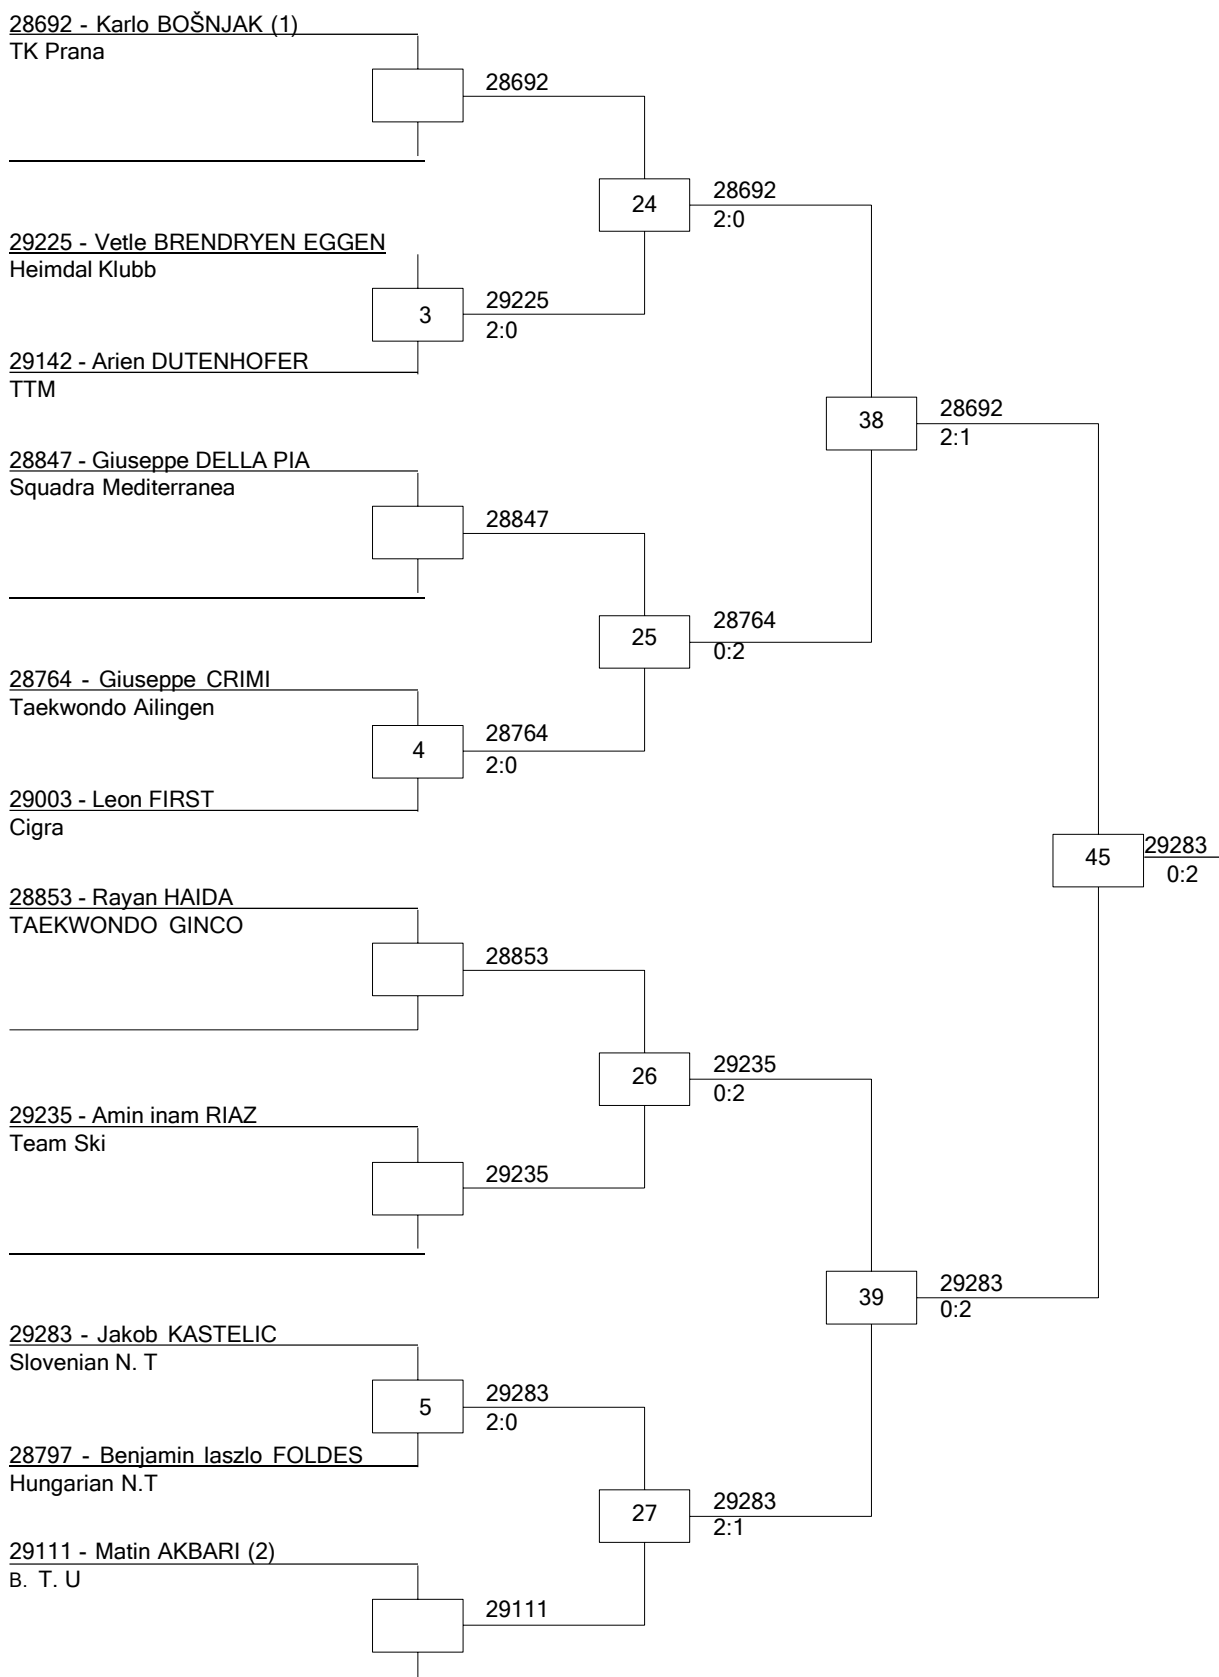 28692 - Karlo BOŠNJAK (1)
TK Prana
28692
24
28692
2:0
29225 - Vetle BRENDRYEN EGGEN
Heimdal Klubb
3
29225
2:0
29142 - Arien DUTENHOFER
TTM
38
28692
2:1
28847 - Giuseppe DELLA PIA
Squadra Mediterranea
28847
25
28764
0:2
28764 - Giuseppe CRIMI
Taekwondo Ailingen
4
28764
2:0
29003 - Leon FIRST
Cigra
45
29283
0:2
28853 - Rayan HAIDA
TAEKWONDO GINCO
28853
26
29235
0:2
29235 - Amin inam RIAZ
Team Ski
29235
39
29283
0:2
29283 - Jakob KASTELIC
Slovenian N. T
5
29283
2:0
28797 - Benjamin laszlo FOLDES
Hungarian N.T
27
29283
2:1
29111 - Matin AKBARI (2)
B. T. U
29111